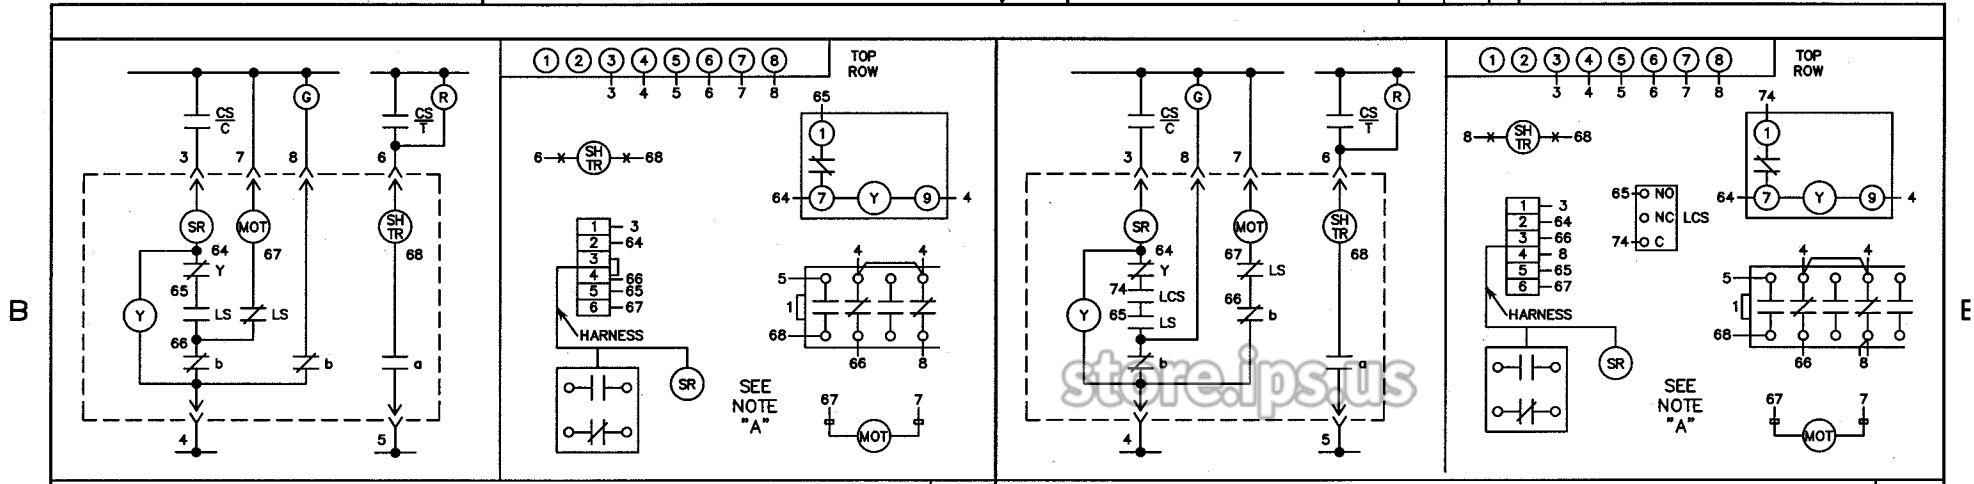 B
CS
C
3
7
G
8
CS
T
R
6
SR
MOT
SH
TR
64
67
68
Y
65
Y
LS
LS
66
b
b
a
4
5
1 2 3 4 5 6 7 8
TOP
ROW
3 4 5 6 7 8
6 SH
TR 68
65
1
64 7 Y 9 4
1 3
2 64
3
4 66
5 65
6 67
HARNESS
SR
SEE
NOTE
"A"
4 4
5
1
68
66 8
67 7
MOT
CS
C
3
G
8
7
CS
T
R
6
SR
MOT
SH
TR
64
67
68
Y
LS
74
LCS
66
Y
65
LS
b
b
a
4
5
store.ips.us
1 2 3 4 5 6 7 8
TOP
ROW
3 4 5 6 7 8
8 SH
TR 68
74
1
64 7 Y 9 4
65 NO
NC LCS
74 C
1 3
2 64
3 66
4 8
5 65
6 67
HARNESS
SR
SEE
NOTE
"A"
4 4
5
1
68
66 8
67 7
MOT